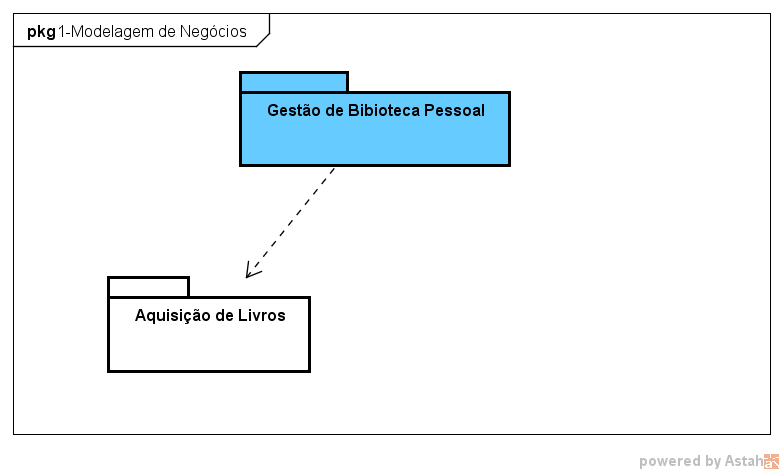 pkg 1-Modelagem de Negócios
Gestão de Bibioteca Pessoal
Aquisição de Livros
powered by Astah